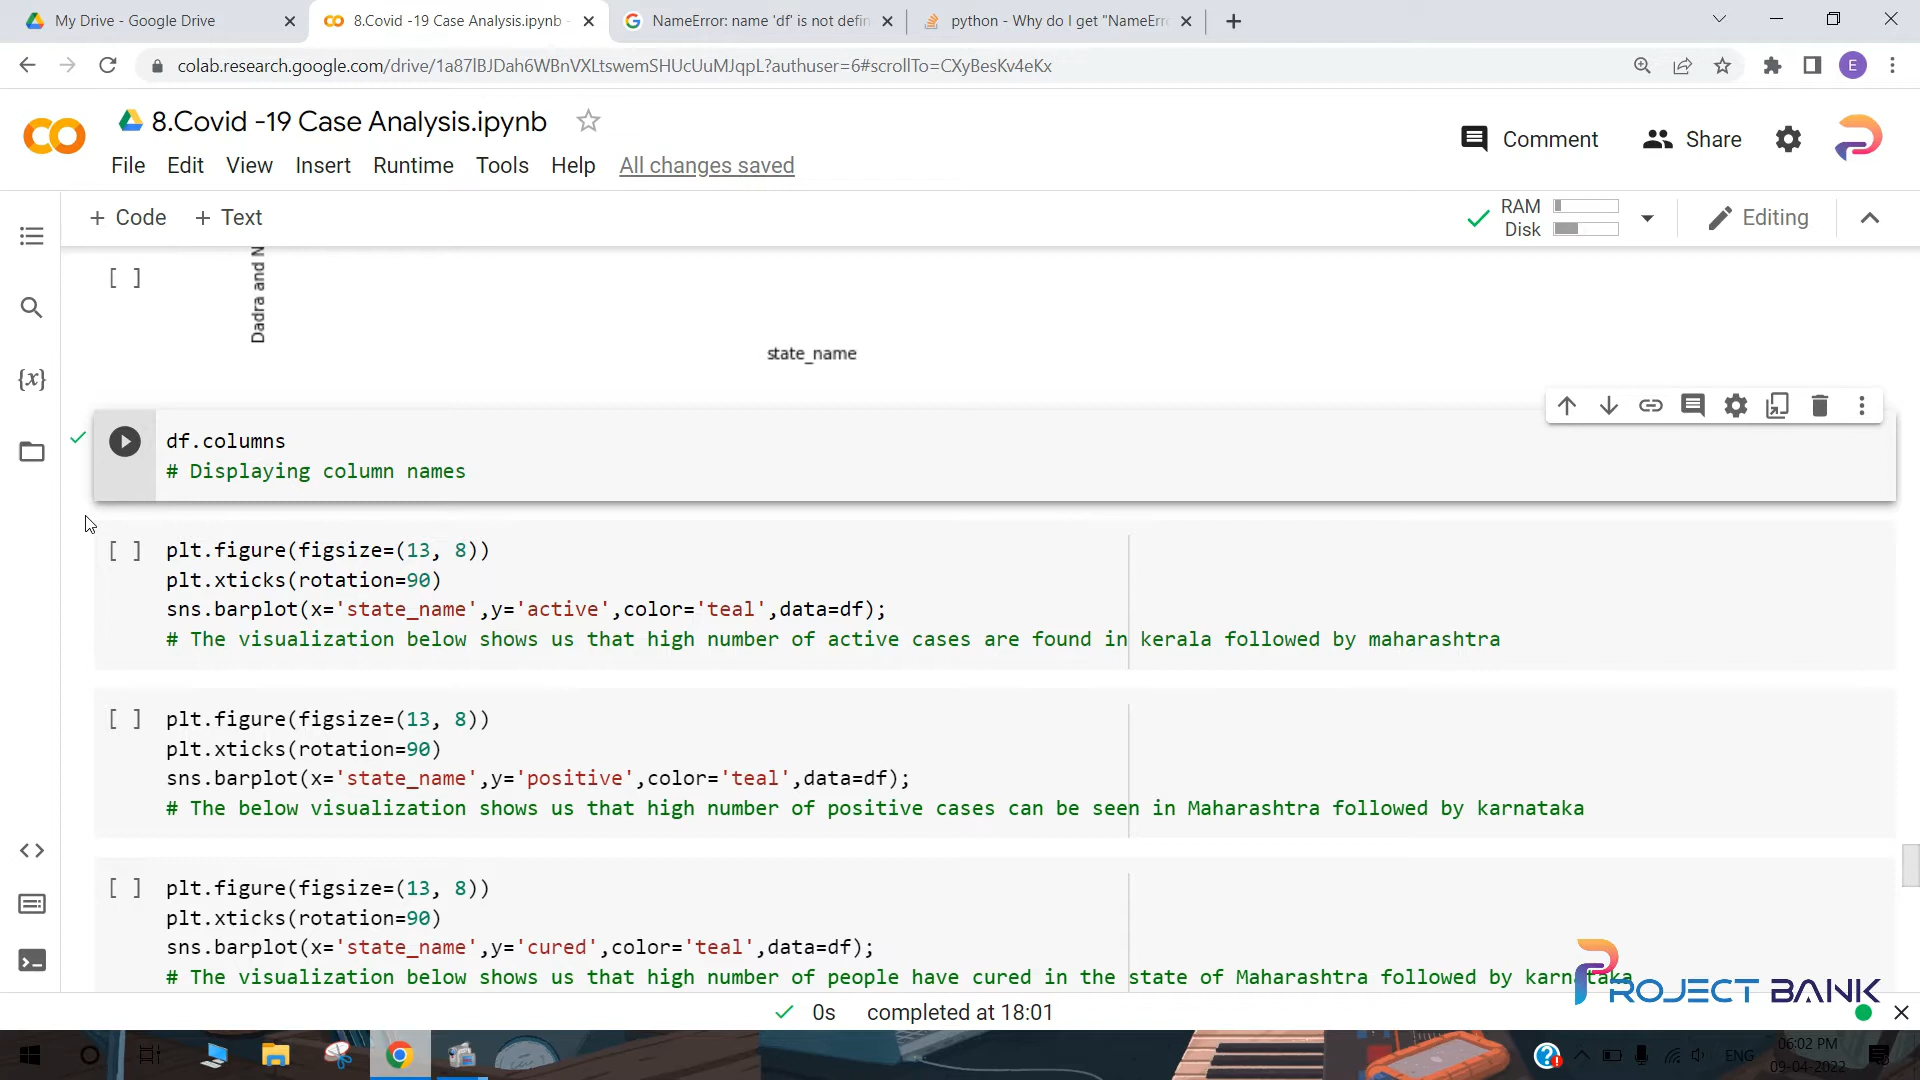 My Drive - Google Drive
8.Covid -19 Case Analysis.ipynb -
NameError: name 'df' is not defin
python - Why do I get "NameErr
colab.research.google.com/drive/1a87lBJDah6WBnVXLtswemSHUcUuMJqpL?authuser=6#scrollTo=CXyBesKv4eKx
E
8.Covid -19 Case Analysis.ipynb
Comment
Share
File Edit View Insert Runtime Tools Help All changes saved
+ Code + Text
RAM
Disk
Editing
[ ]
Dadra and N
state_name
{x}
df.columns
# Displaying column names
[ ] plt.figure(figsize=(13, 8))
plt.xticks(rotation=90)
sns.barplot(x='state_name',y='active',color='teal',data=df);
# The visualization below shows us that high number of active cases are found in kerala followed by maharashtra
[ ] plt.figure(figsize=(13, 8))
plt.xticks(rotation=90)
sns.barplot(x='state_name',y='positive',color='teal',data=df);
# The below visualization shows us that high number of positive cases can be seen in Maharashtra followed by karnataka
[ ] plt.figure(figsize=(13, 8))
plt.xticks(rotation=90)
sns.barplot(x='state_name',y='cured',color='teal',data=df);
# The visualization below shows us that high number of people have cured in the state of Maharashtra followed by karnataka
PROJECT BANK
0s completed at 18:01
ENG
06:02 PM
09-04-2022